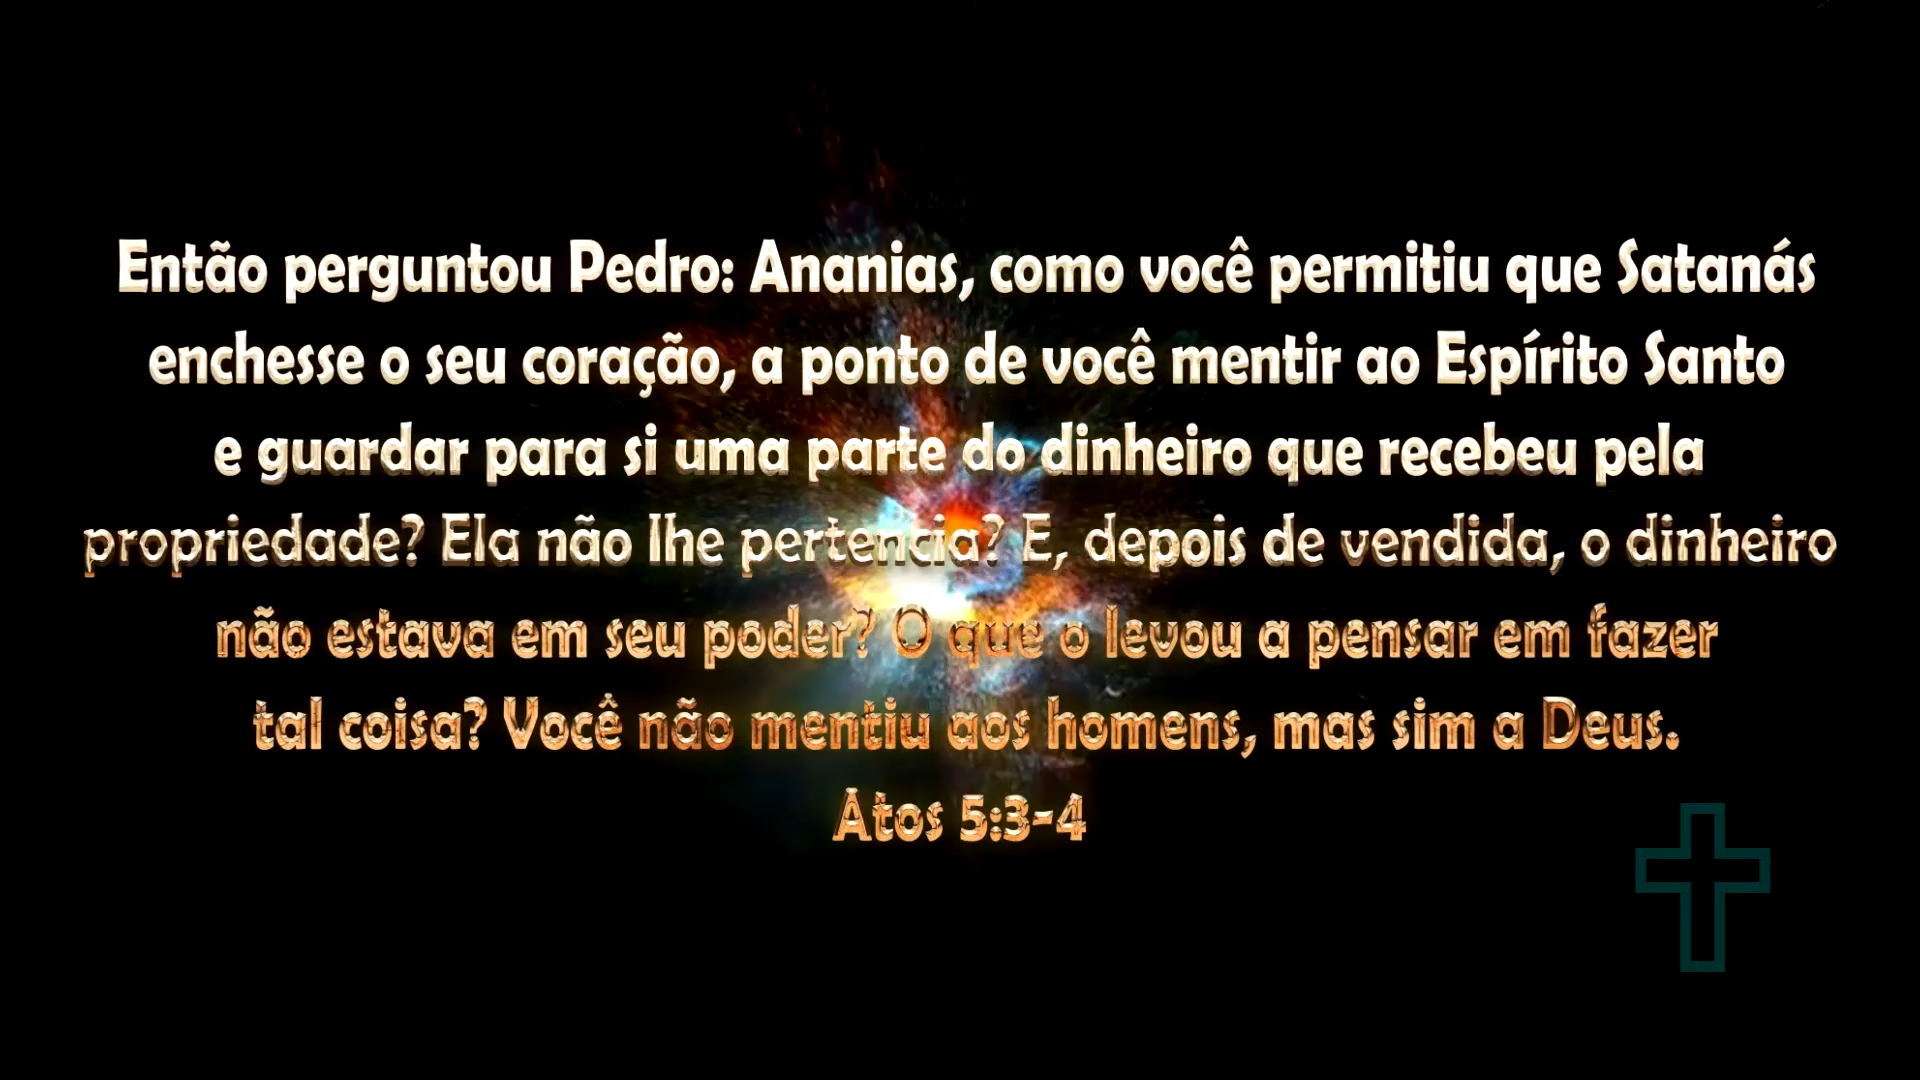 Então perguntou Pedro: Ananias, como você permitiu que Satanás
enchesse o seu coração, a ponto de você mentir ao Espírito Santo
e guardar para si uma parte do dinheiro que recebeu pela
propriedade? Ela não lhe pertencia? E, depois de vendida, o dinheiro
não estava em seu poder? O que o levou a pensar em fazer
tal coisa? Você não mentiu aos homens, mas sim a Deus.
Atos 5:3-4